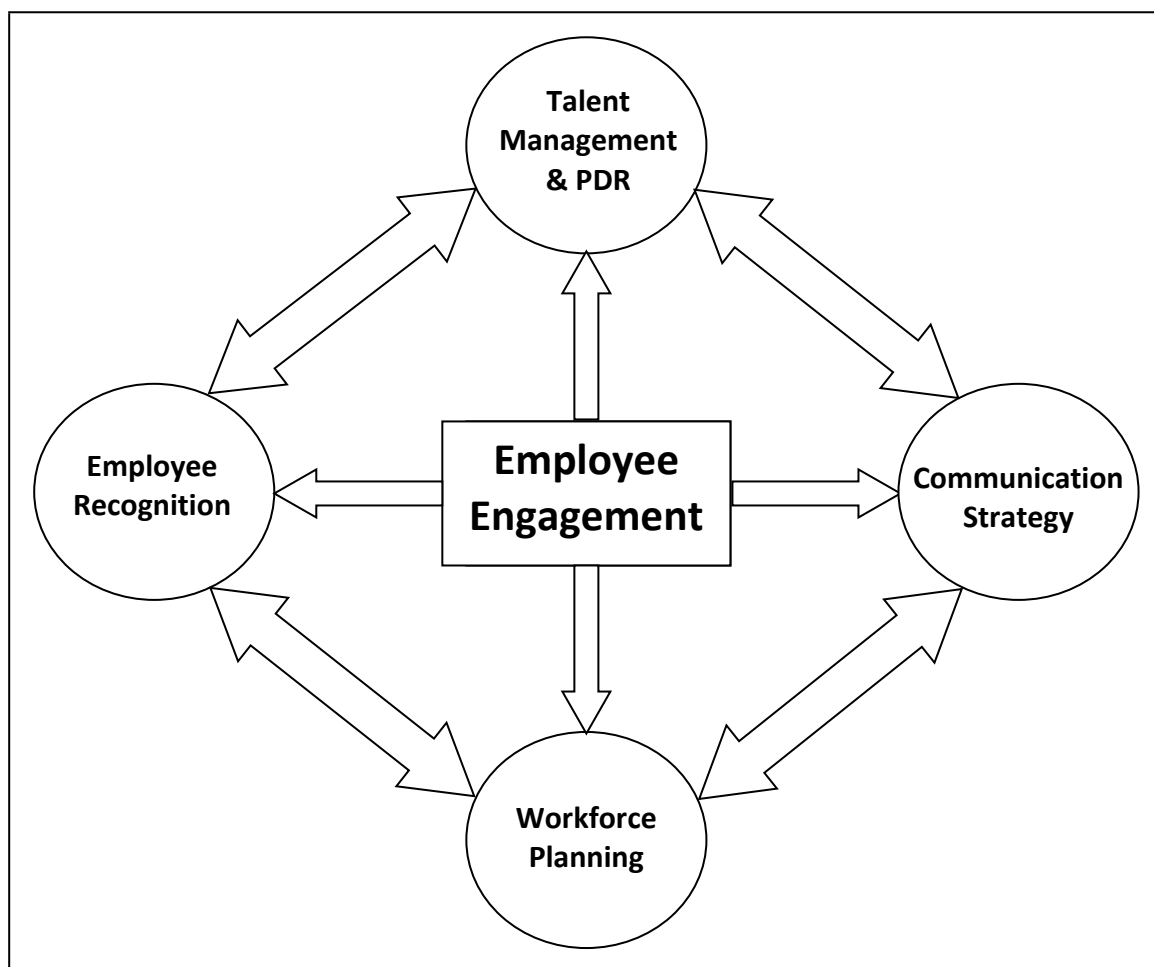 Talent
Management
& PDR
Employee
Recognition
Employee
Engagement
Communication
Strategy
Workforce
Planning